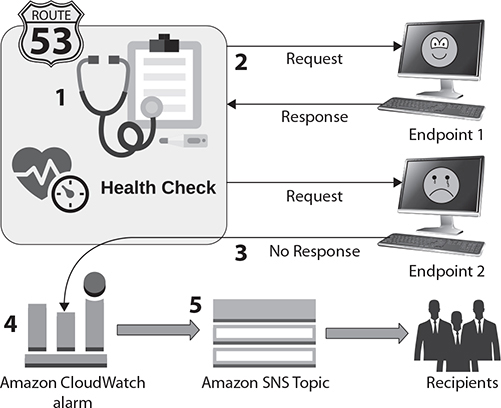 ROUTE
53
1
2
Request
Response
Endpoint 1
Health Check
Request
3
No Response
Endpoint 2
4
5
Amazon CloudWatch
alarm
Amazon SNS Topic
Recipients